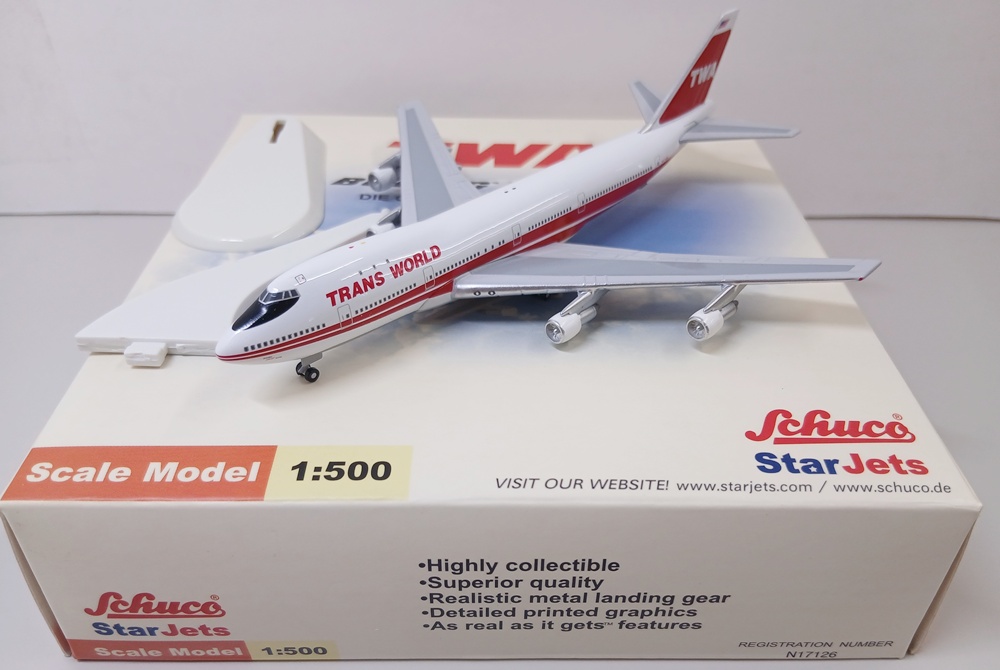 TWA
TWA
TRANS WORLD
Scale Model 1:500
Schuco®
StarJets
VISIT OUR WEBSITE! www.starjets.com / www.schuco.de
•Highly collectible
•Superior quality
•Realistic metal landing gear
•Detailed printed graphics
•As real as it gets™ features
Schuco®
StarJets
Scale Model 1:500
REGISTRATION NUMBER
N17126